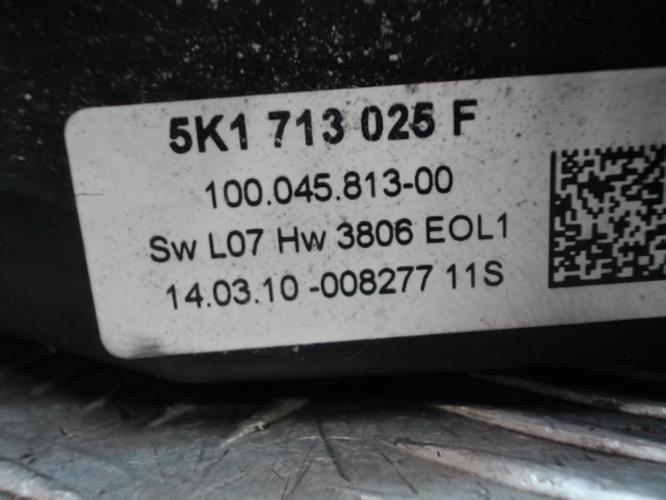 5K1 713 025 F
100.045.813-00
Sw L07 Hw 3806 EOL1
14.03.10 -008277 11S